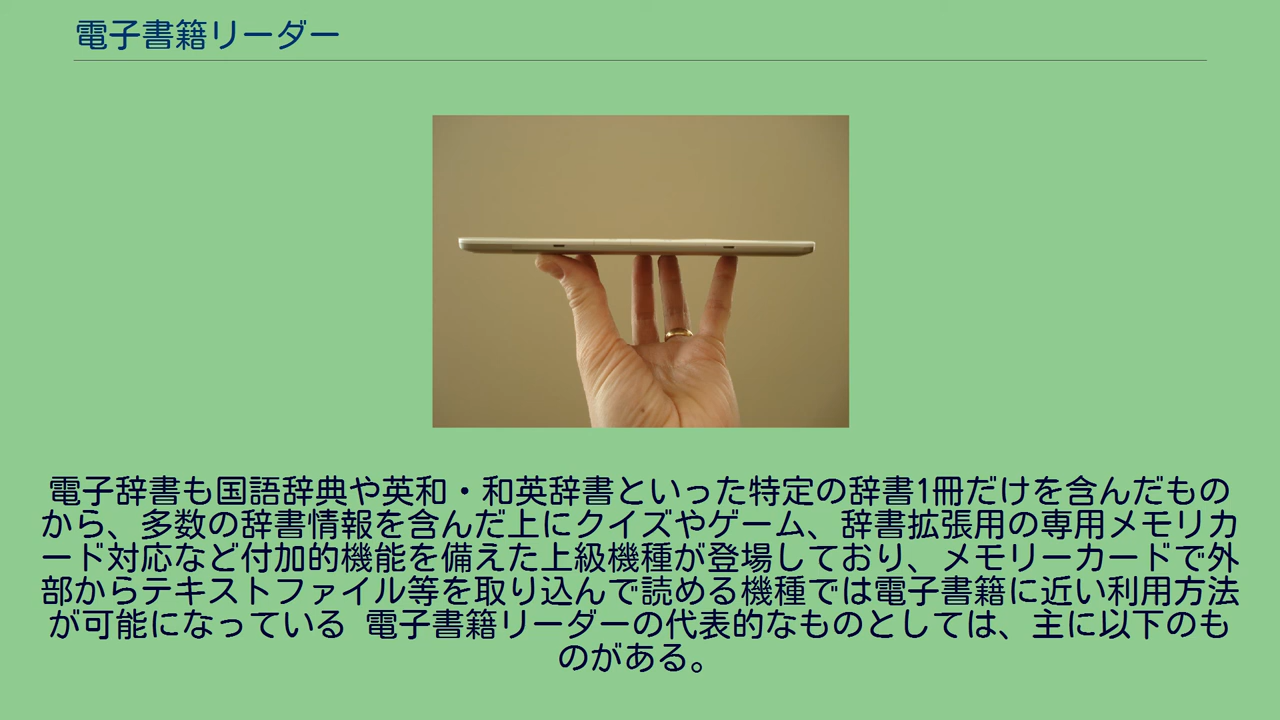 電子書籍リーダー
電子辞書も国語辞典や英和・和英辞書といった特定の辞書1冊だけを含んだもの
から、多数の辞書情報を含んだ上にクイズやゲーム、辞書拡張用の専用メモリカ
ード対応など付加的機能を備えた上級機種が登場しており、メモリーカードで外
部からテキストファイル等を取り込んで読める機種では電子書籍に近い利用方法
が可能になっている 電子書籍リーダーの代表的なものとしては、主に以下のも
のがある。